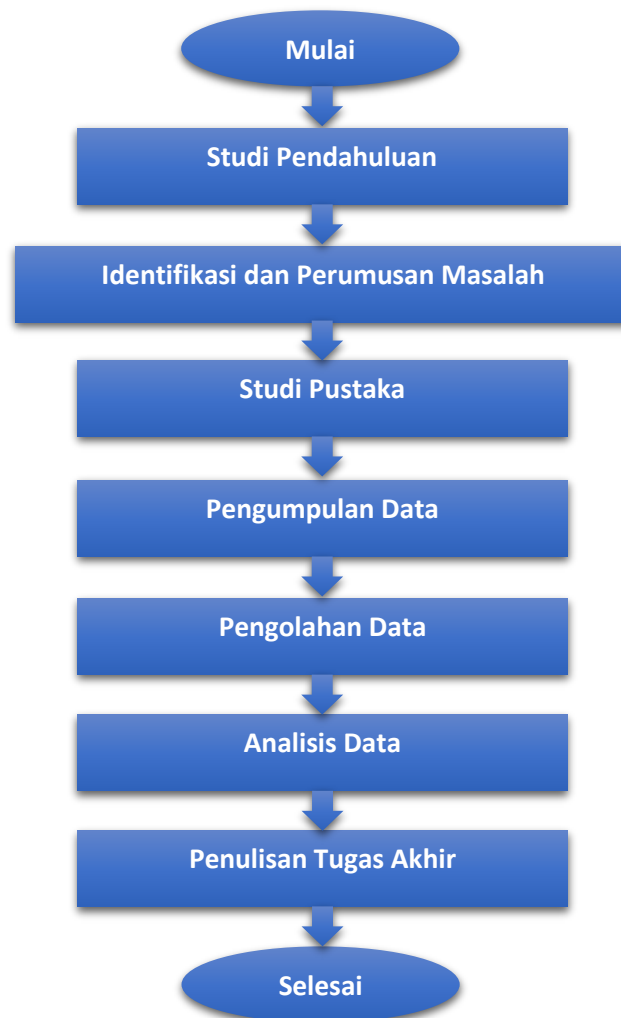 Mulai
Studi Pendahuluan
Identifikasi dan Perumusan Masalah
Studi Pustaka
Pengumpulan Data
Pengolahan Data
Analisis Data
Penulisan Tugas Akhir
Selesai